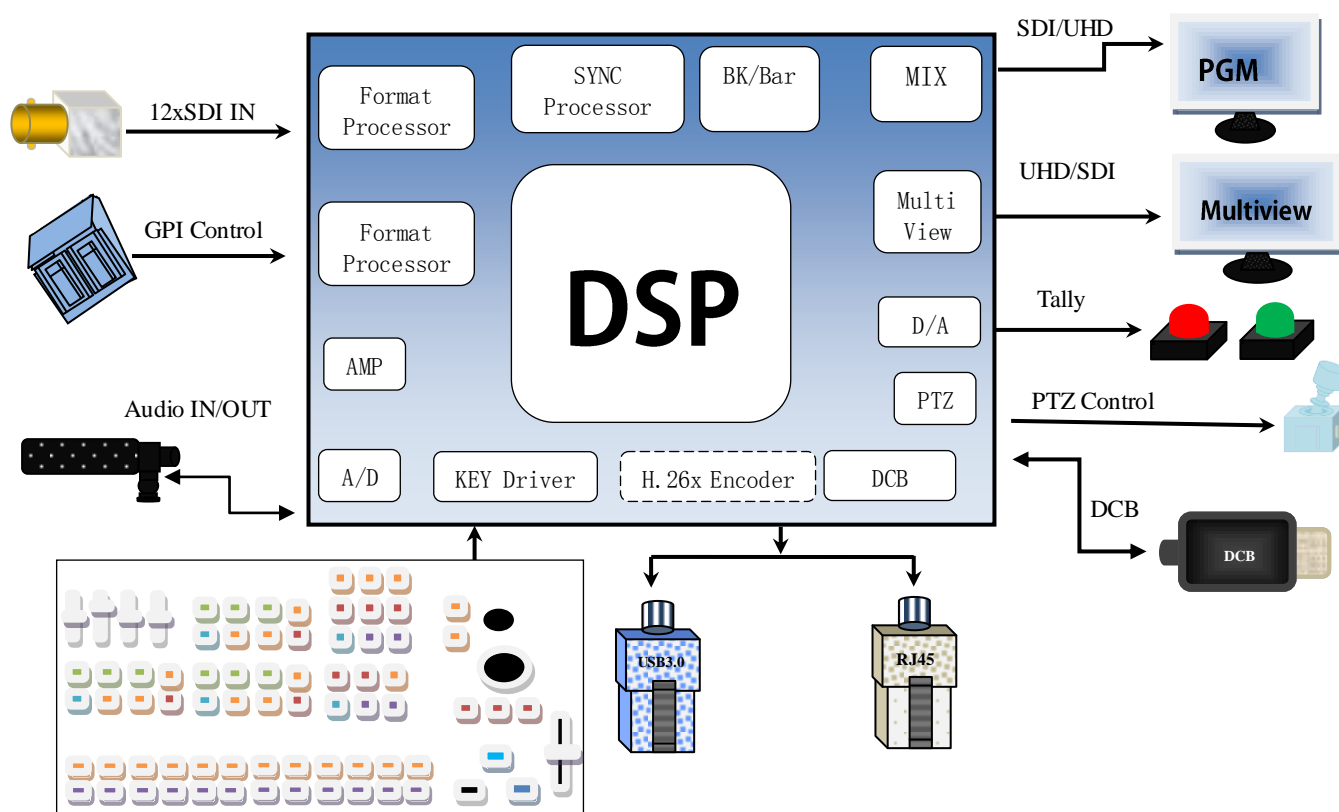 SDI/UHD
PGM
12xSDI IN
Format
Processor
SYNC
Processor
BK/Bar
MIX
UHD/SDI
Multiview
GPI Control
Format
Processor
DSP
Multi
View
Tally
D/A
AMP
PTZ
PTZ Control
Audio IN/OUT
A/D
KEY Driver
H.26x Encoder
DCB
DCB
DCB
USB3.0
RJ45